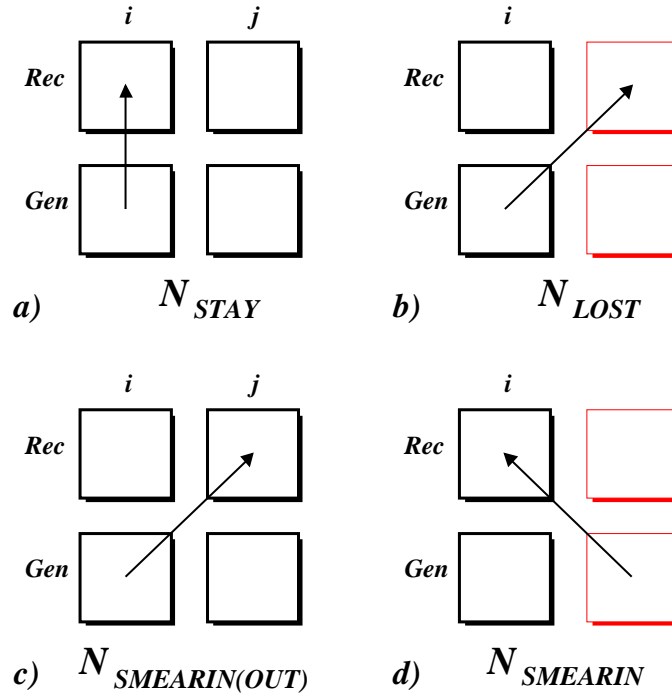 i j
Rec
Gen
a) N STAY
i
Rec
Gen
b) N LOST
i j
Rec
Gen
c) N SMEARIN(OUT)
i
Rec
Gen
d) N SMEARIN